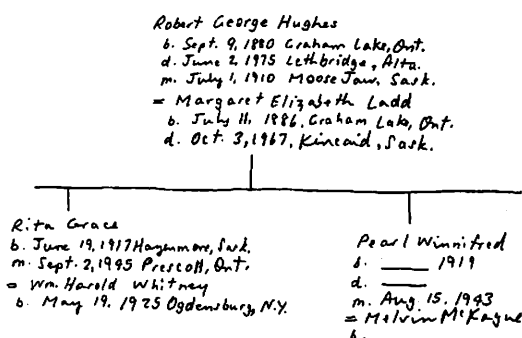 Robert George Hughes
b. Sept. 9, 1880 Graham Lake, Ont.
d. June 2, 1975 Lethbridge, Alta.
m. July 1, 1910 Moose Jaw, Sask.
= Margaret Elizabeth Ladd
b. July 11, 1886, Graham Lake, Ont.
d. Oct. 3, 1967, Kincaid, Sask.
Rita Grace
b. June 19, 1917 Hazenmore, Sask.
m. Sept. 2, 1945 Prescott, Ont.
= Wm. Harold Whitney
b. May 19. 1925 Ogdensburg, N.Y.
Pearl Winnifred
b. ____ 1919
d. ____
m. Aug. 15. 1943
= Melvin McKague
b.